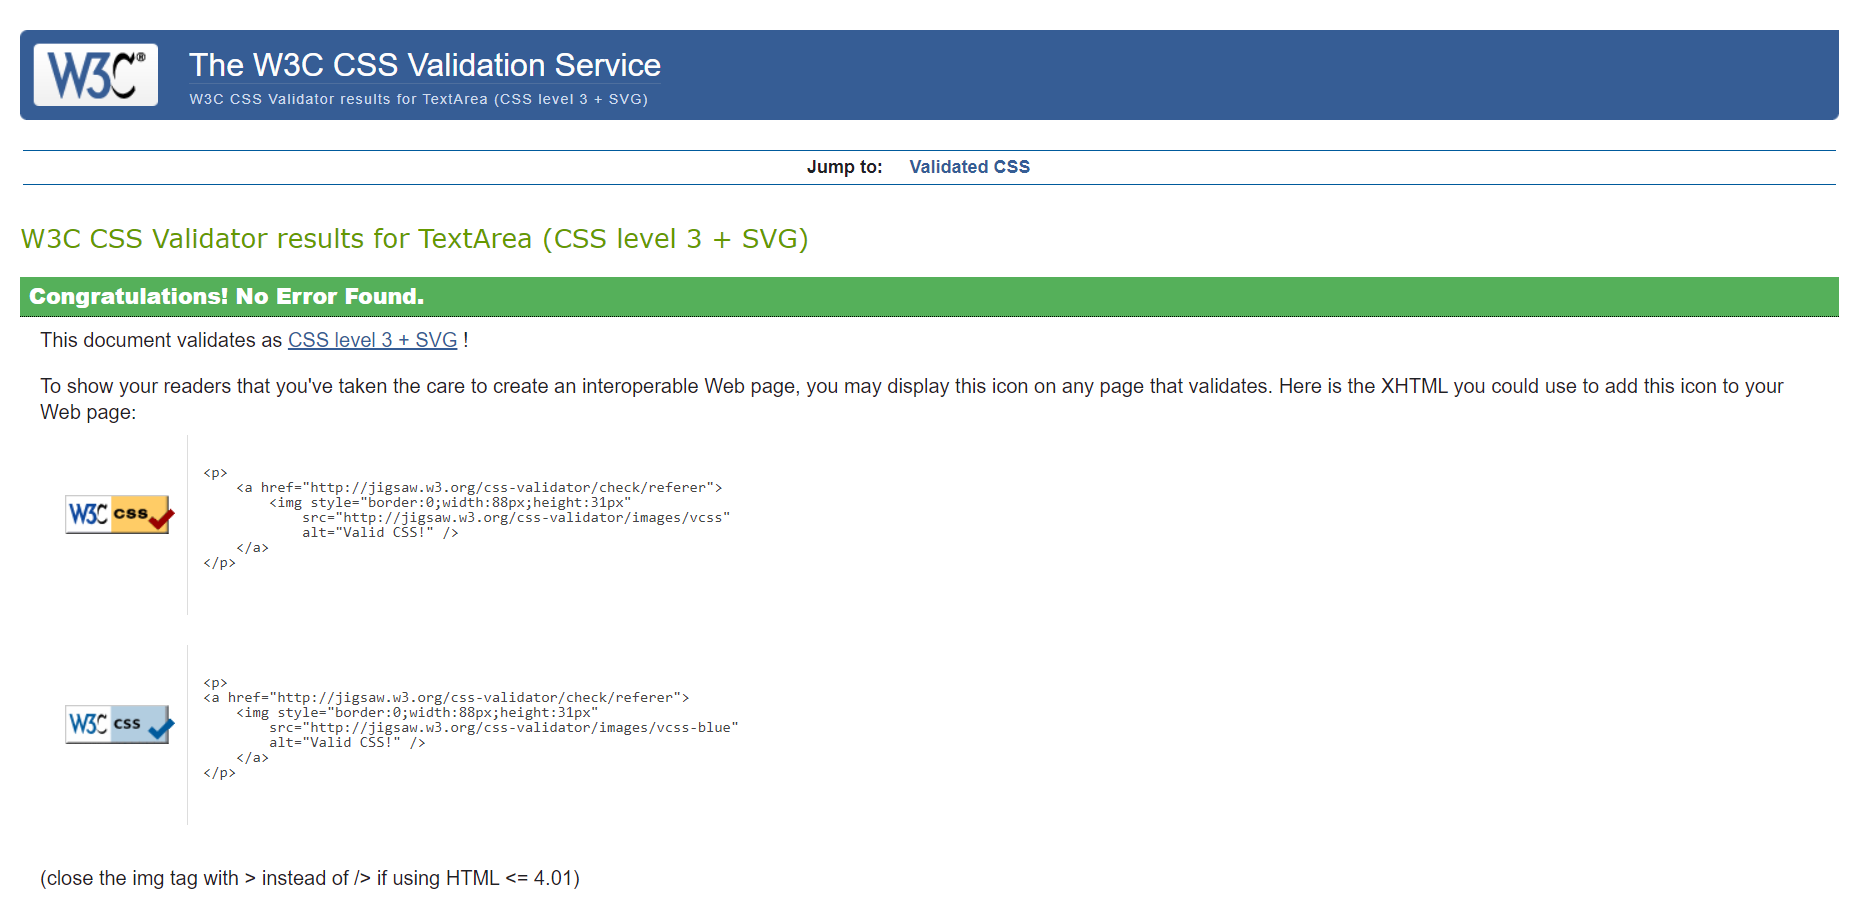 W3C®
The W3C CSS Validation Service
W3C CSS Validator results for TextArea (CSS level 3 + SVG)
Jump to: Validated CSS
W3C CSS Validator results for TextArea (CSS level 3 + SVG)
Congratulations! No Error Found.
This document validates as CSS level 3 + SVG !
To show your readers that you've taken the care to create an interoperable Web page, you may display this icon on any page that validates. Here is the XHTML you could use to add this icon to your
Web page:
W3C css
<p>
    <a href="http://jigsaw.w3.org/css-validator/check/referer">
        <img style="border:0;width:88px;height:31px"
            src="http://jigsaw.w3.org/css-validator/images/vcss"
            alt="Valid CSS!" />
    </a>
</p>
W3C css
<p>
<a href="http://jigsaw.w3.org/css-validator/check/referer">
    <img style="border:0;width:88px;height:31px"
        src="http://jigsaw.w3.org/css-validator/images/vcss-blue"
        alt="Valid CSS!" />
    </a>
</p>
(close the img tag with > instead of /> if using HTML <= 4.01)